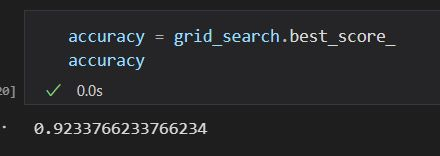 accuracy = grid_search.best_score_
accuracy
20]
✓ 0.0s
0.9233766233766234